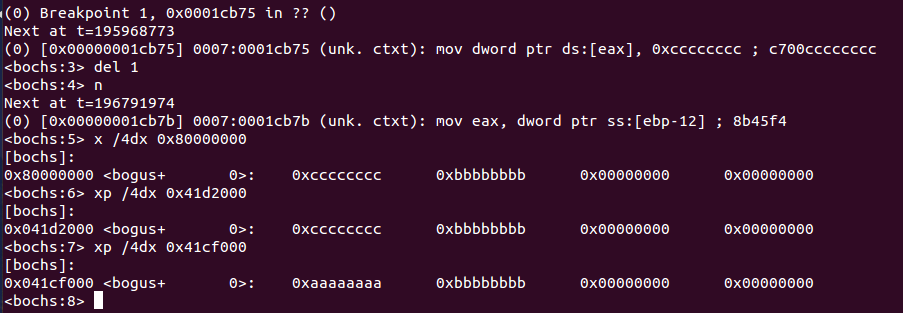 (0) Breakpoint 1, 0x0001cb75 in ?? ()
Next at t=195968773
(0) [0x00000001cb75] 0007:0001cb75 (unk. ctxt): mov dword ptr ds:[eax], 0xcccccccc ; c700cccccccc
<bochs:3> del 1
<bochs:4> n
Next at t=196791974
(0) [0x00000001cb7b] 0007:0001cb7b (unk. ctxt): mov eax, dword ptr ss:[ebp-12] ; 8b45f4
<bochs:5> x /4dx 0x80000000
[bochs]:
0x80000000 <bogus+       0>:    0xcccccccc      0xbbbbbbbb      0x00000000      0x00000000
<bochs:6> xp /4dx 0x41d2000
[bochs]:
0x041d2000 <bogus+       0>:    0xcccccccc      0xbbbbbbbb      0x00000000      0x00000000
<bochs:7> xp /4dx 0x41cf000
[bochs]:
0x041cf000 <bogus+       0>:    0xaaaaaaaa      0xbbbbbbbb      0x00000000      0x00000000
<bochs:8>